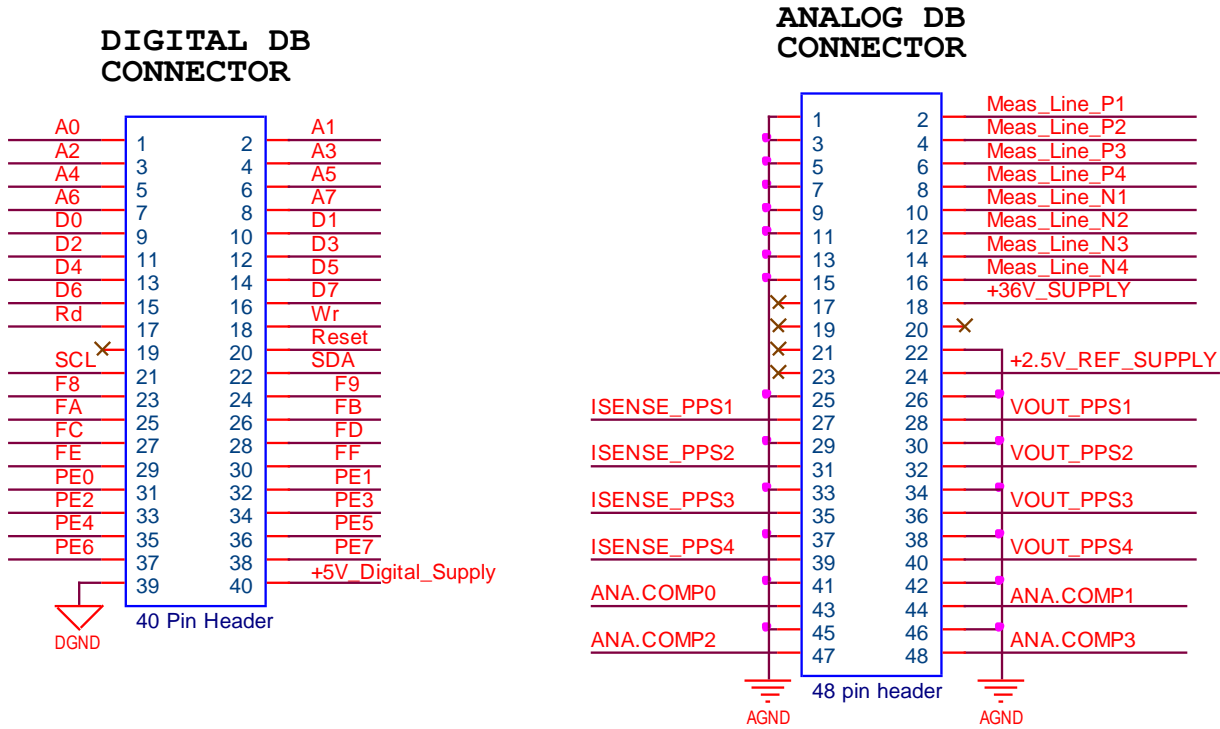 DIGITAL DB
CONNECTOR
A0 1 2 A1
A2 3 4 A3
A4 5 6 A5
A6 7 8 A7
D0 9 10 D1
D2 11 12 D3
D4 13 14 D5
D6 15 16 D7
Rd 17 18 Wr
19 20 Reset
SCL 21 22 SDA
F8 23 24 F9
FA 25 26 FB
FC 27 28 FD
FE 29 30 FF
PE0 31 32 PE1
PE2 33 34 PE3
PE4 35 36 PE5
PE6 37 38 PE7
39 40 +5V_Digital_Supply
40 Pin Header
DGND
ANALOG DB
CONNECTOR
1 2 Meas_Line_P1
3 4 Meas_Line_P2
5 6 Meas_Line_P3
7 8 Meas_Line_P4
9 10 Meas_Line_N1
11 12 Meas_Line_N2
13 14 Meas_Line_N3
15 16 Meas_Line_N4
17 18 +36V_SUPPLY
19 20
21 22
23 24 +2.5V_REF_SUPPLY
25 26
ISENSE_PPS1 27 28 VOUT_PPS1
29 30
ISENSE_PPS2 31 32 VOUT_PPS2
33 34
ISENSE_PPS3 35 36 VOUT_PPS3
37 38
ISENSE_PPS4 39 40 VOUT_PPS4
41 42
ANA.COMP0 43 44 ANA.COMP1
45 46
ANA.COMP2 47 48 ANA.COMP3
48 pin header
AGND AGND